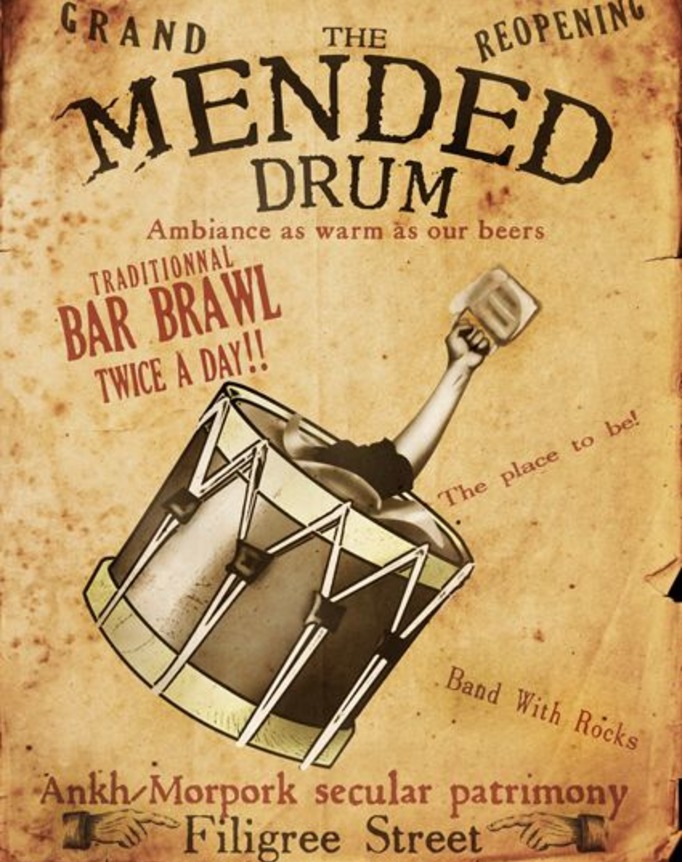 GRAND
THE
REOPENING
MENDED
DRUM
Ambiance as warm as our beers
TRADITIONNAL
BAR BRAWL
TWICE A DAY!!
The place to be!
Band With Rocks
Ankh-Morpork secular patrimony
Filigree Street